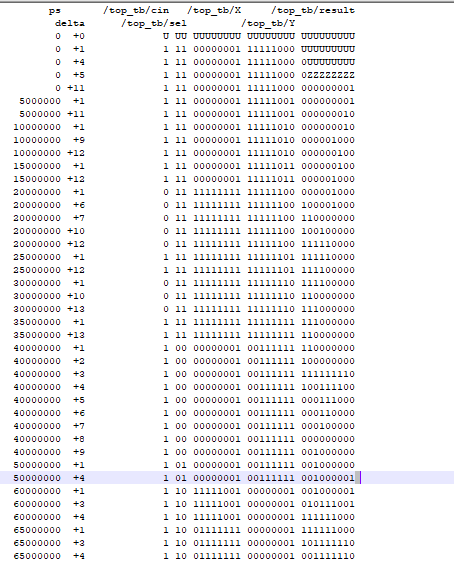 ps /top_tb/cin /top_tb/X /top_tb/result
delta /top_tb/sel /top_tb/Y
0 +0 U UU UUUUUUUU UUUUUUUU UUUUUUUUU
0 +1 1 11 00000001 11111000 UUUUUUUUU
0 +4 1 11 00000001 11111000 0UUUUUUUU
0 +5 1 11 00000001 11111000 0ZZZZZZZZ
0 +11 1 11 00000001 11111000 000000001
5000000 +1 1 11 00000001 11111001 000000001
5000000 +11 1 11 00000001 11111001 000000010
10000000 +1 1 11 00000001 11111010 000000010
10000000 +9 1 11 00000001 11111010 000001000
10000000 +12 1 11 00000001 11111010 000000100
15000000 +1 1 11 00000001 11111011 000000100
15000000 +12 1 11 00000001 11111011 000001000
20000000 +1 0 11 11111111 11111100 000001000
20000000 +6 0 11 11111111 11111100 100001000
20000000 +7 0 11 11111111 11111100 110000000
20000000 +10 0 11 11111111 11111100 100100000
20000000 +12 0 11 11111111 11111100 111110000
25000000 +1 1 11 11111111 11111101 111110000
25000000 +12 1 11 11111111 11111101 111100000
30000000 +1 0 11 11111111 11111110 111100000
30000000 +10 0 11 11111111 11111110 110000000
30000000 +13 0 11 11111111 11111110 111000000
35000000 +1 1 11 11111111 11111111 111000000
35000000 +13 1 11 11111111 11111111 110000000
40000000 +1 1 00 00000001 00111111 110000000
40000000 +2 1 00 00000001 00111111 100000000
40000000 +3 1 00 00000001 00111111 111111110
40000000 +4 1 00 00000001 00111111 100111100
40000000 +5 1 00 00000001 00111111 000111000
40000000 +6 1 00 00000001 00111111 000110000
40000000 +7 1 00 00000001 00111111 000100000
40000000 +8 1 00 00000001 00111111 000000000
40000000 +9 1 00 00000001 00111111 001000000
50000000 +1 1 01 00000001 00111111 001000000
50000000 +4 1 01 00000001 00111111 001000001
60000000 +1 1 10 11111001 00000001 001000001
60000000 +3 1 10 11111001 00000001 010111001
60000000 +4 1 10 11111001 00000001 111111000
65000000 +1 1 10 01111111 00000001 111111000
65000000 +3 1 10 01111111 00000001 101111110
65000000 +4 1 10 01111111 00000001 001111110